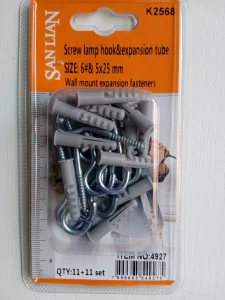 K2568
SAN LIAN
Screw lamp hook&expansion tube
SIZE: 6#& 5x25 mm
Wall mount expansion fasteners
ITEM NO:4927
QTY:11+11 set